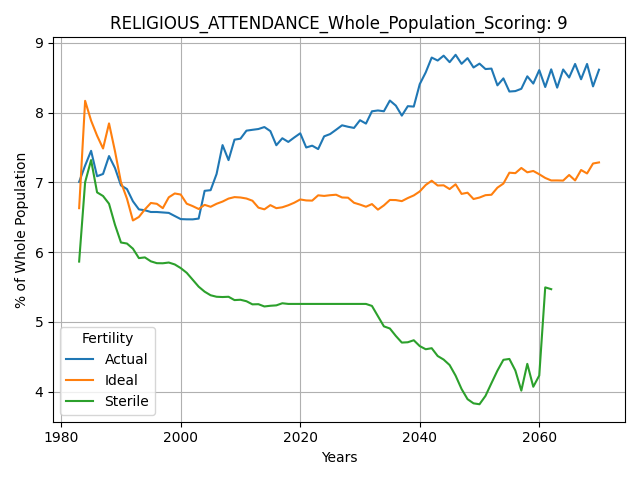 RELIGIOUS_ATTENDANCE_Whole_Population_Scoring: 9
% of Whole Population
9
8
7
6
5
4
Fertility
Actual
Ideal
Sterile
1980
2000
2020
2040
2060
Years